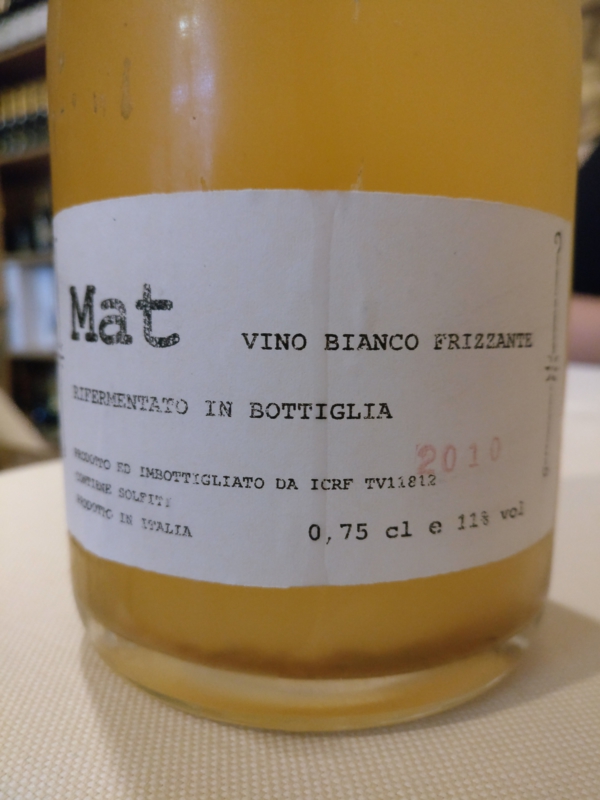 Mat
VINO BIANCO FRIZZANTE
RIFERMENTATO IN BOTTIGLIA
PRODOTTO ED IMBOTTIGLIATO DA ICRF TV11812
CONTIENE SOLFITI
PRODOTTO IN ITALIA
2010
0,75 cl e 11% vol